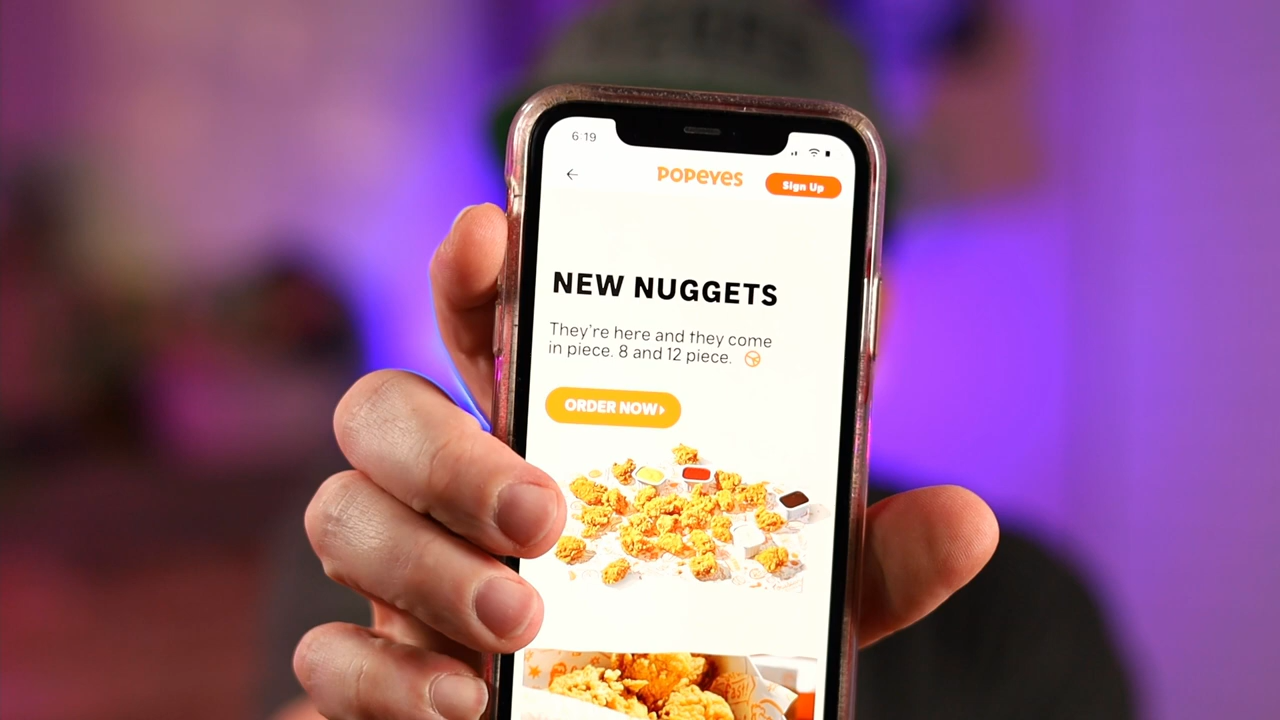 6:19
POPEYES
Sign Up
NEW NUGGETS
They're here and they come
in piece. 8 and 12 piece.
ORDER NOW